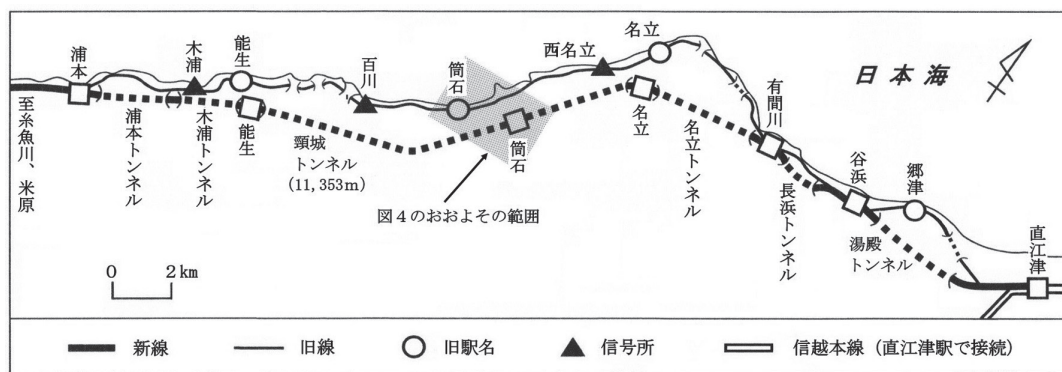 浦本
木浦
能生
百川
筒石
西名立
名立
有間川
谷浜
郷津
直江津
日本海
至糸魚川、米原
浦本トンネル
木浦トンネル
能生
頸城
トンネル
(11,353m)
筒石
名立
名立トンネル
長浜トンネル
湯殿
トンネル
図4のおおよその範囲
0 2km
新線
旧線
旧駅名
信号所
信越本線（直江津駅で接続）